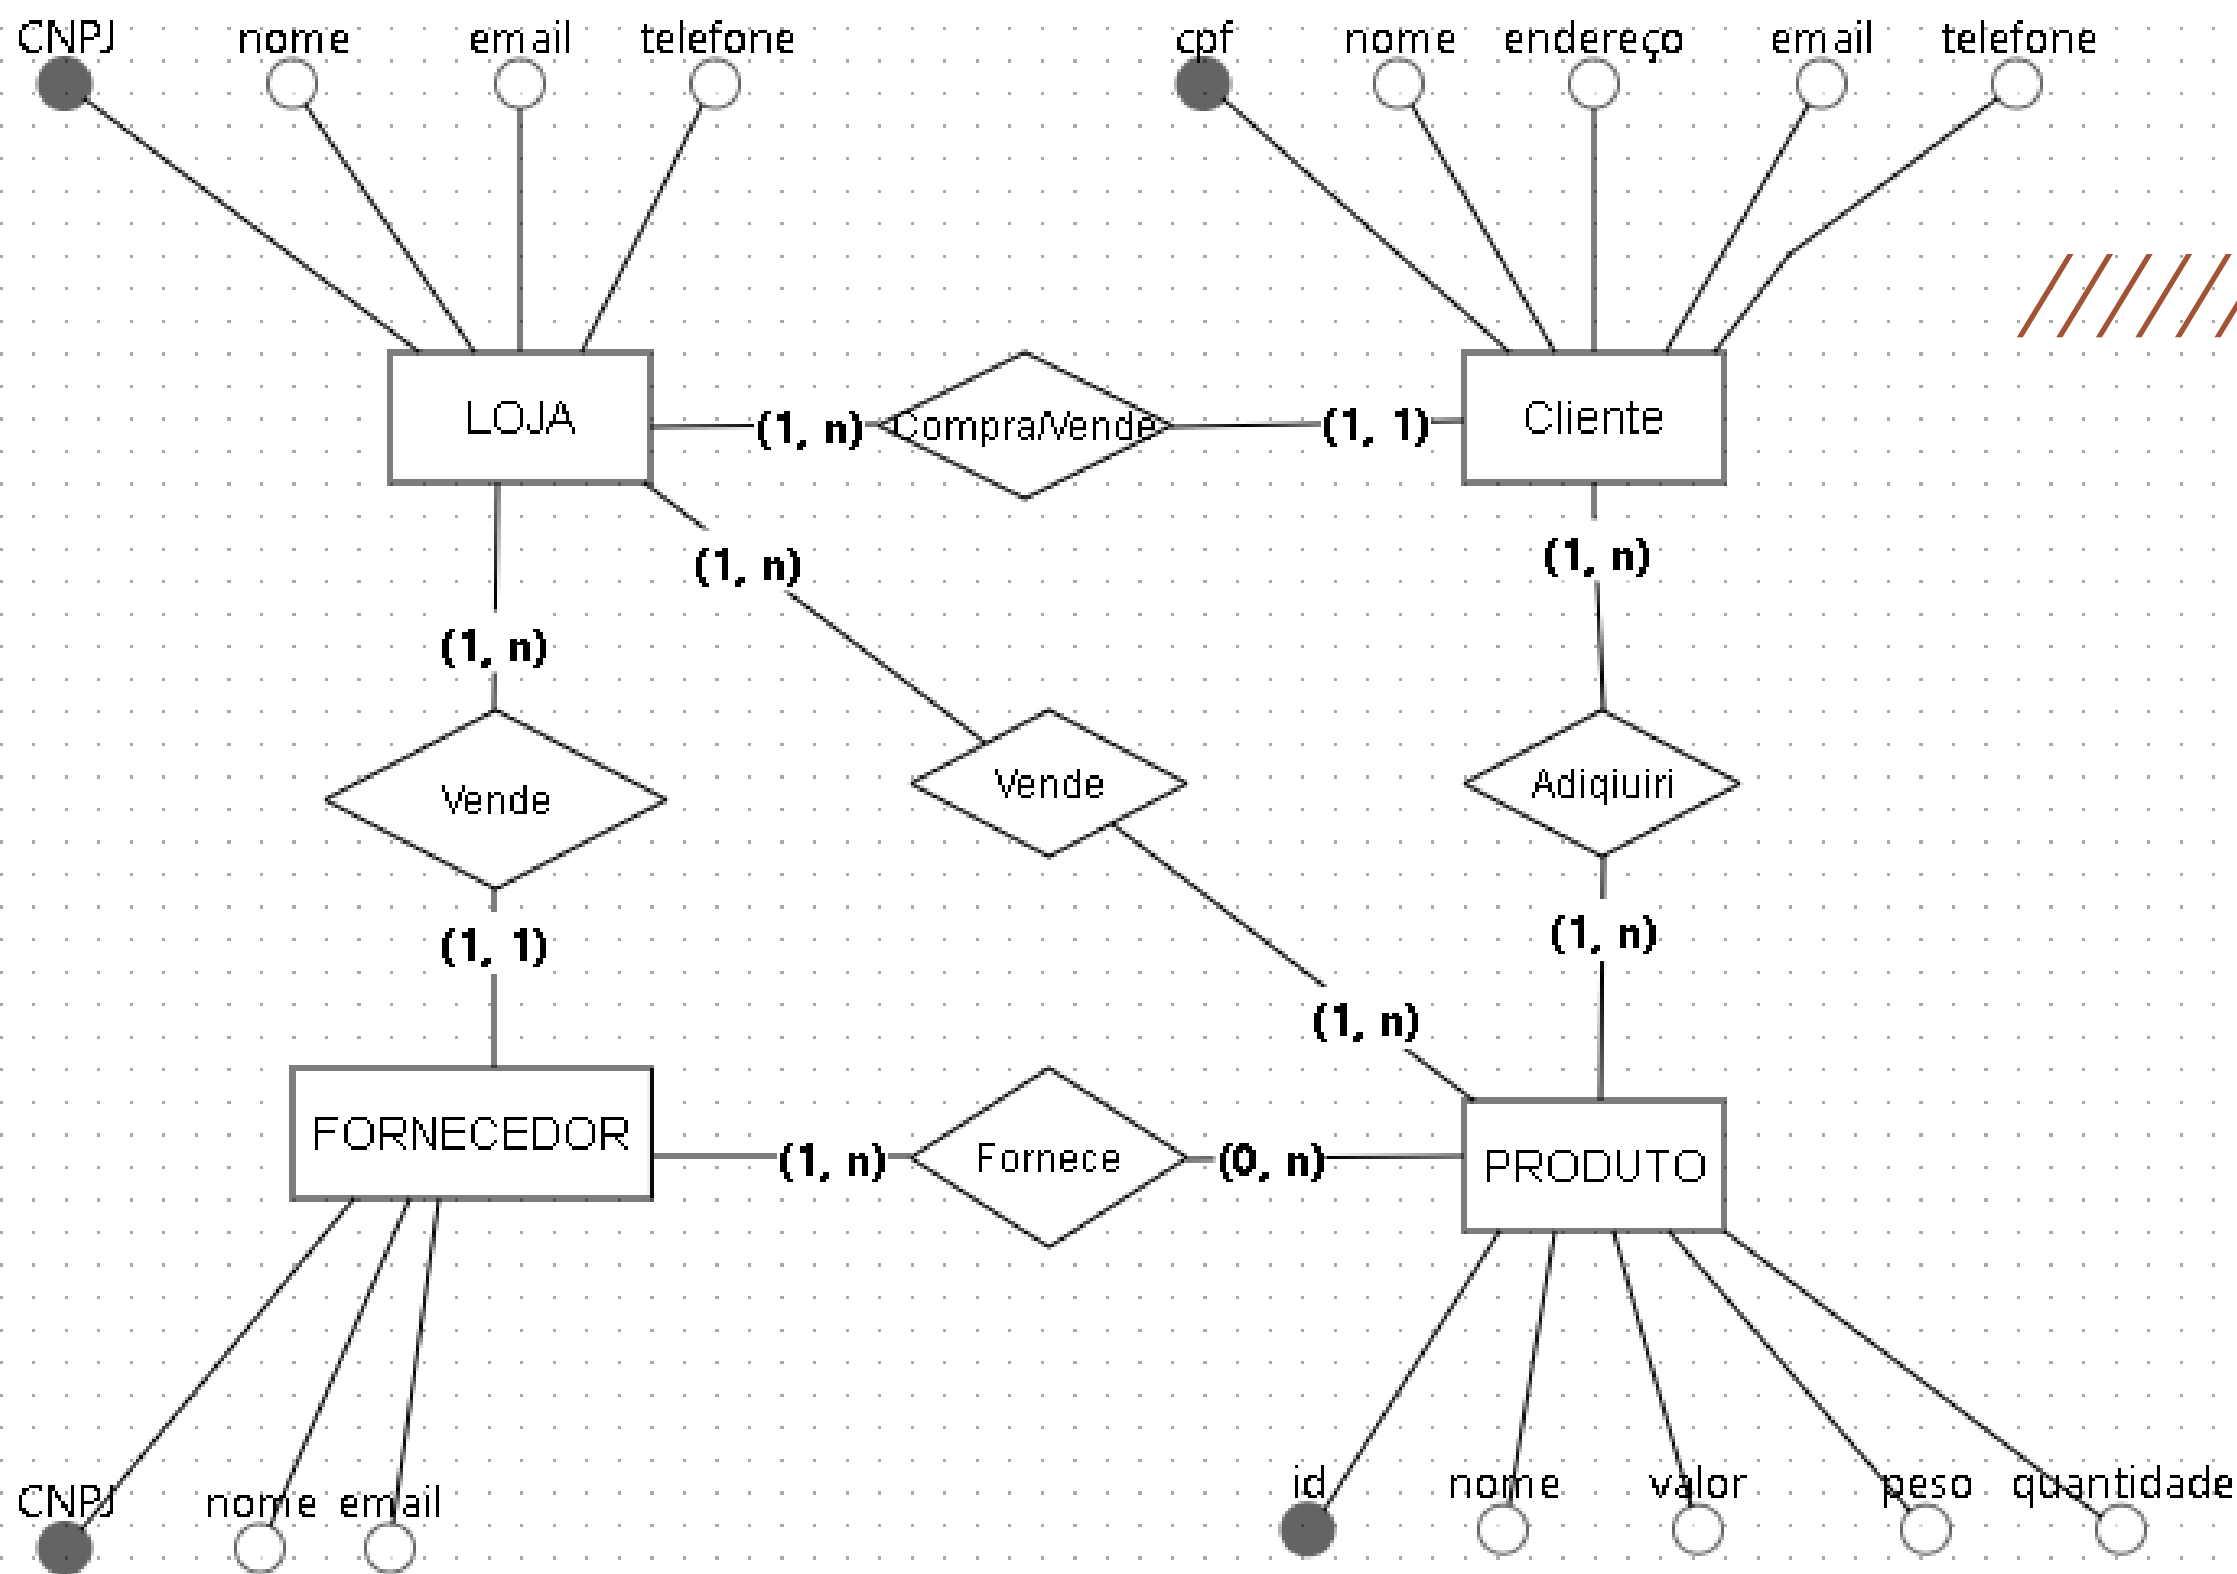 CNPJ nome email telefone
cpf nome endereço email telefone
LOJA (1, n) Compra/Vende (1, 1) Cliente
(1, n) (1, n)
(1, n)
Vende Vende Adiqiuiri
(1, 1) (1, n)
(1, n)
FORNECEDOR (1, n) Fornece (0, n) PRODUTO
CNPJ nome email
id nome valor peso quantidade